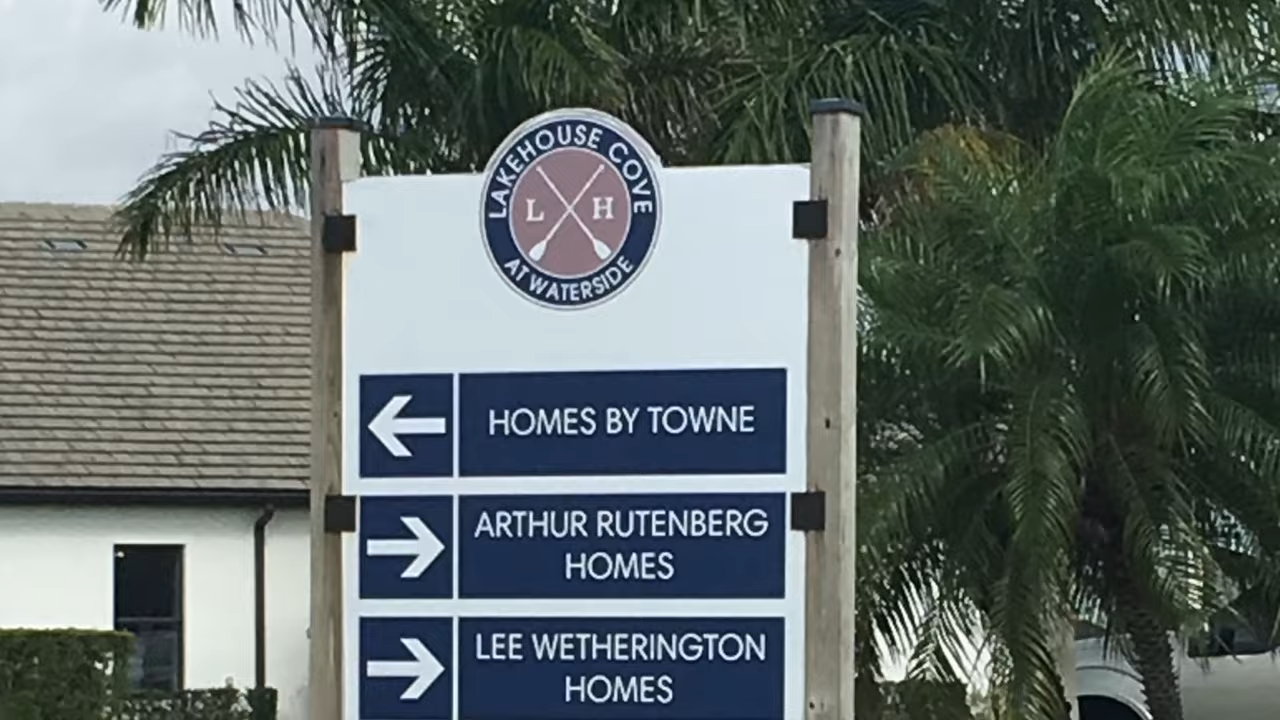 LAKEHOUSE COVE
L H
AT WATERSIDE
HOMES BY TOWNE
ARTHUR RUTENBERG
HOMES
LEE WETHERINGTON
HOMES